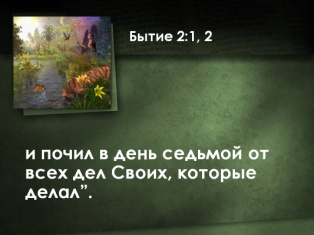 Бытие 2:1, 2
и почил в день седьмой от
всех дел Своих, которые
делал”.